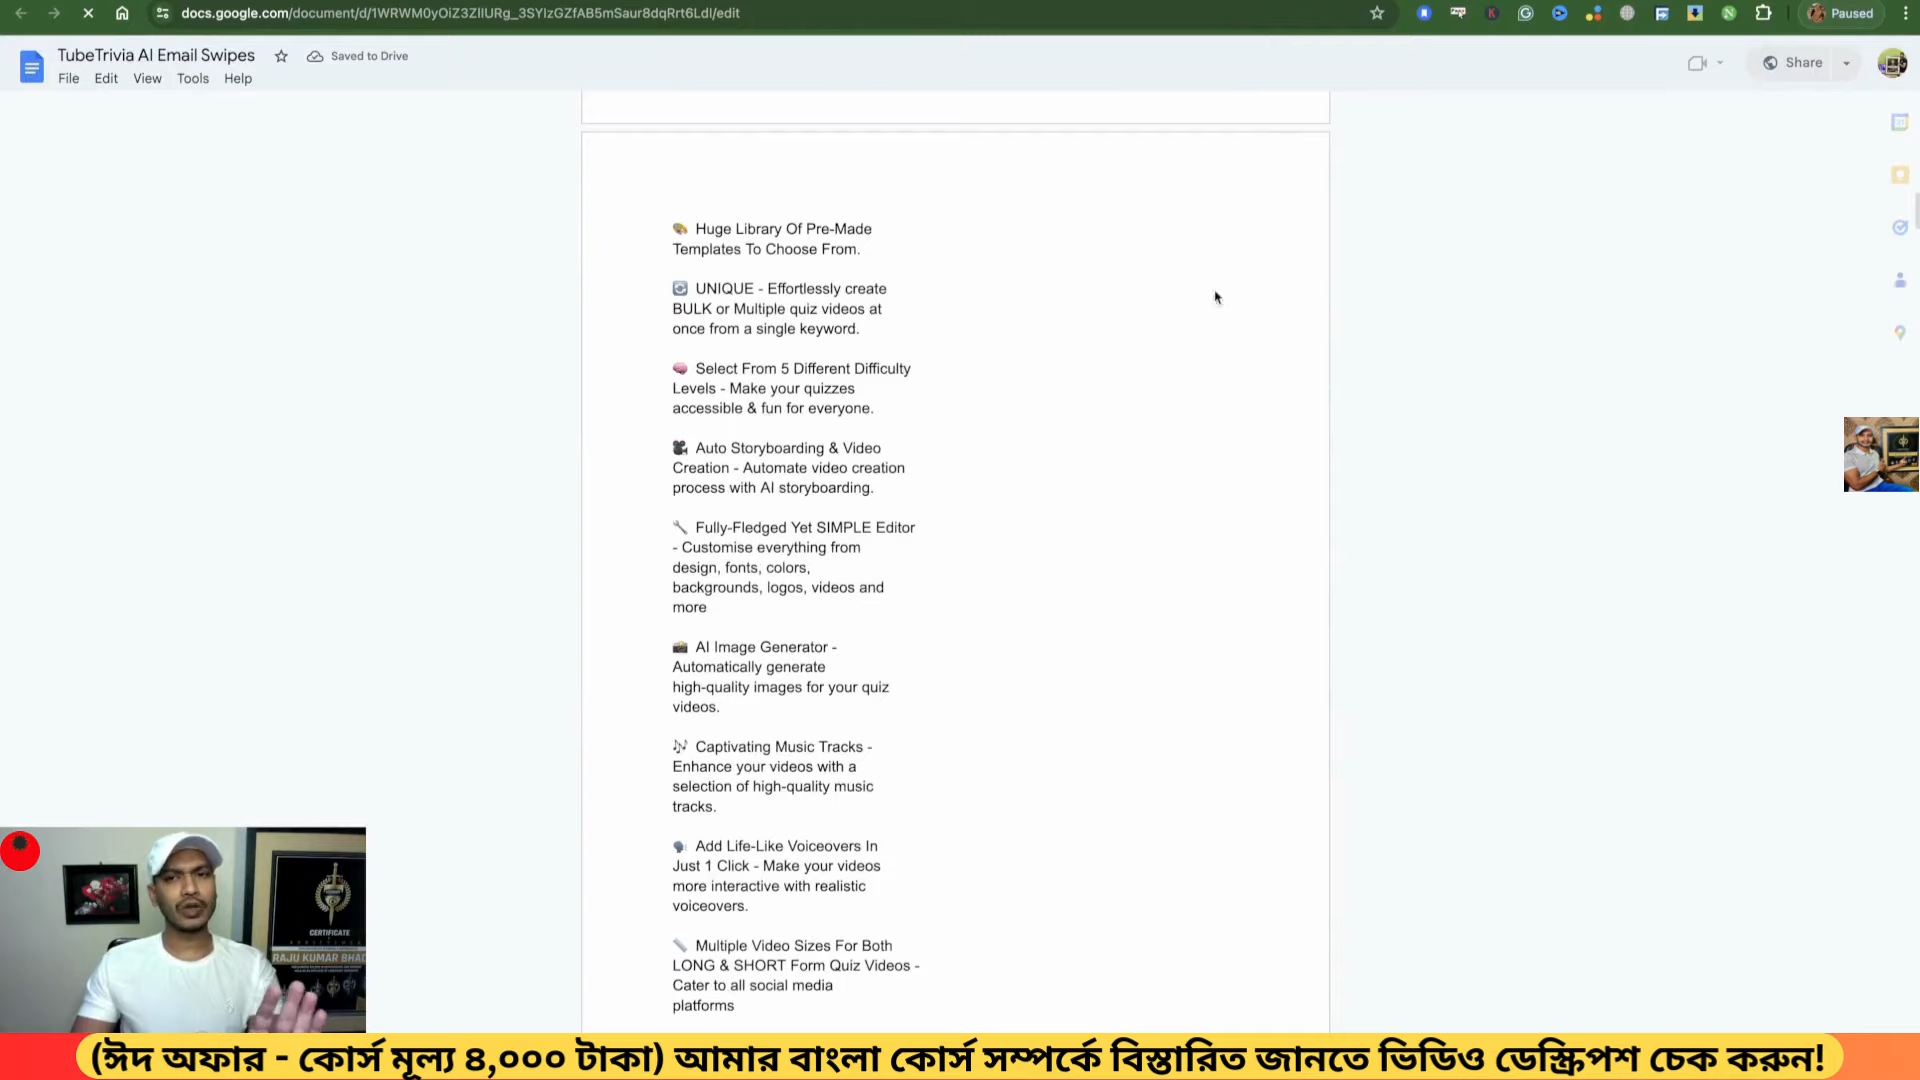 docs.google.com/document/d/1WRWM0yOiZ3ZlIURg_3SYIzGZfAB5mSaur8dqRrt6LdI/edit
Paused
TubeTrivia AI Email Swipes
Saved to Drive
File Edit View Tools Help
Share
Huge Library Of Pre-Made
Templates To Choose From.
UNIQUE - Effortlessly create
BULK or Multiple quiz videos at
once from a single keyword.
Select From 5 Different Difficulty
Levels - Make your quizzes
accessible & fun for everyone.
Auto Storyboarding & Video
Creation - Automate video creation
process with AI storyboarding.
Fully-Fledged Yet SIMPLE Editor
- Customise everything from
design, fonts, colors,
backgrounds, logos, videos and
more
AI Image Generator -
Automatically generate
high-quality images for your quiz
videos.
Captivating Music Tracks -
Enhance your videos with a
selection of high-quality music
tracks.
Add Life-Like Voiceovers In
Just 1 Click - Make your videos
more interactive with realistic
voiceovers.
Multiple Video Sizes For Both
LONG & SHORT Form Quiz Videos -
Cater to all social media
platforms
CERTIFICATE
RAJU KUMAR BHAD
(ঈদ অফার - কোর্স মূল্য ৪,০০০ টাকা) আমার বাংলা কোর্স সম্পর্কে বিস্তারিত জানতে ভিডিও ডেস্ক্রিপশ চেক করুন!